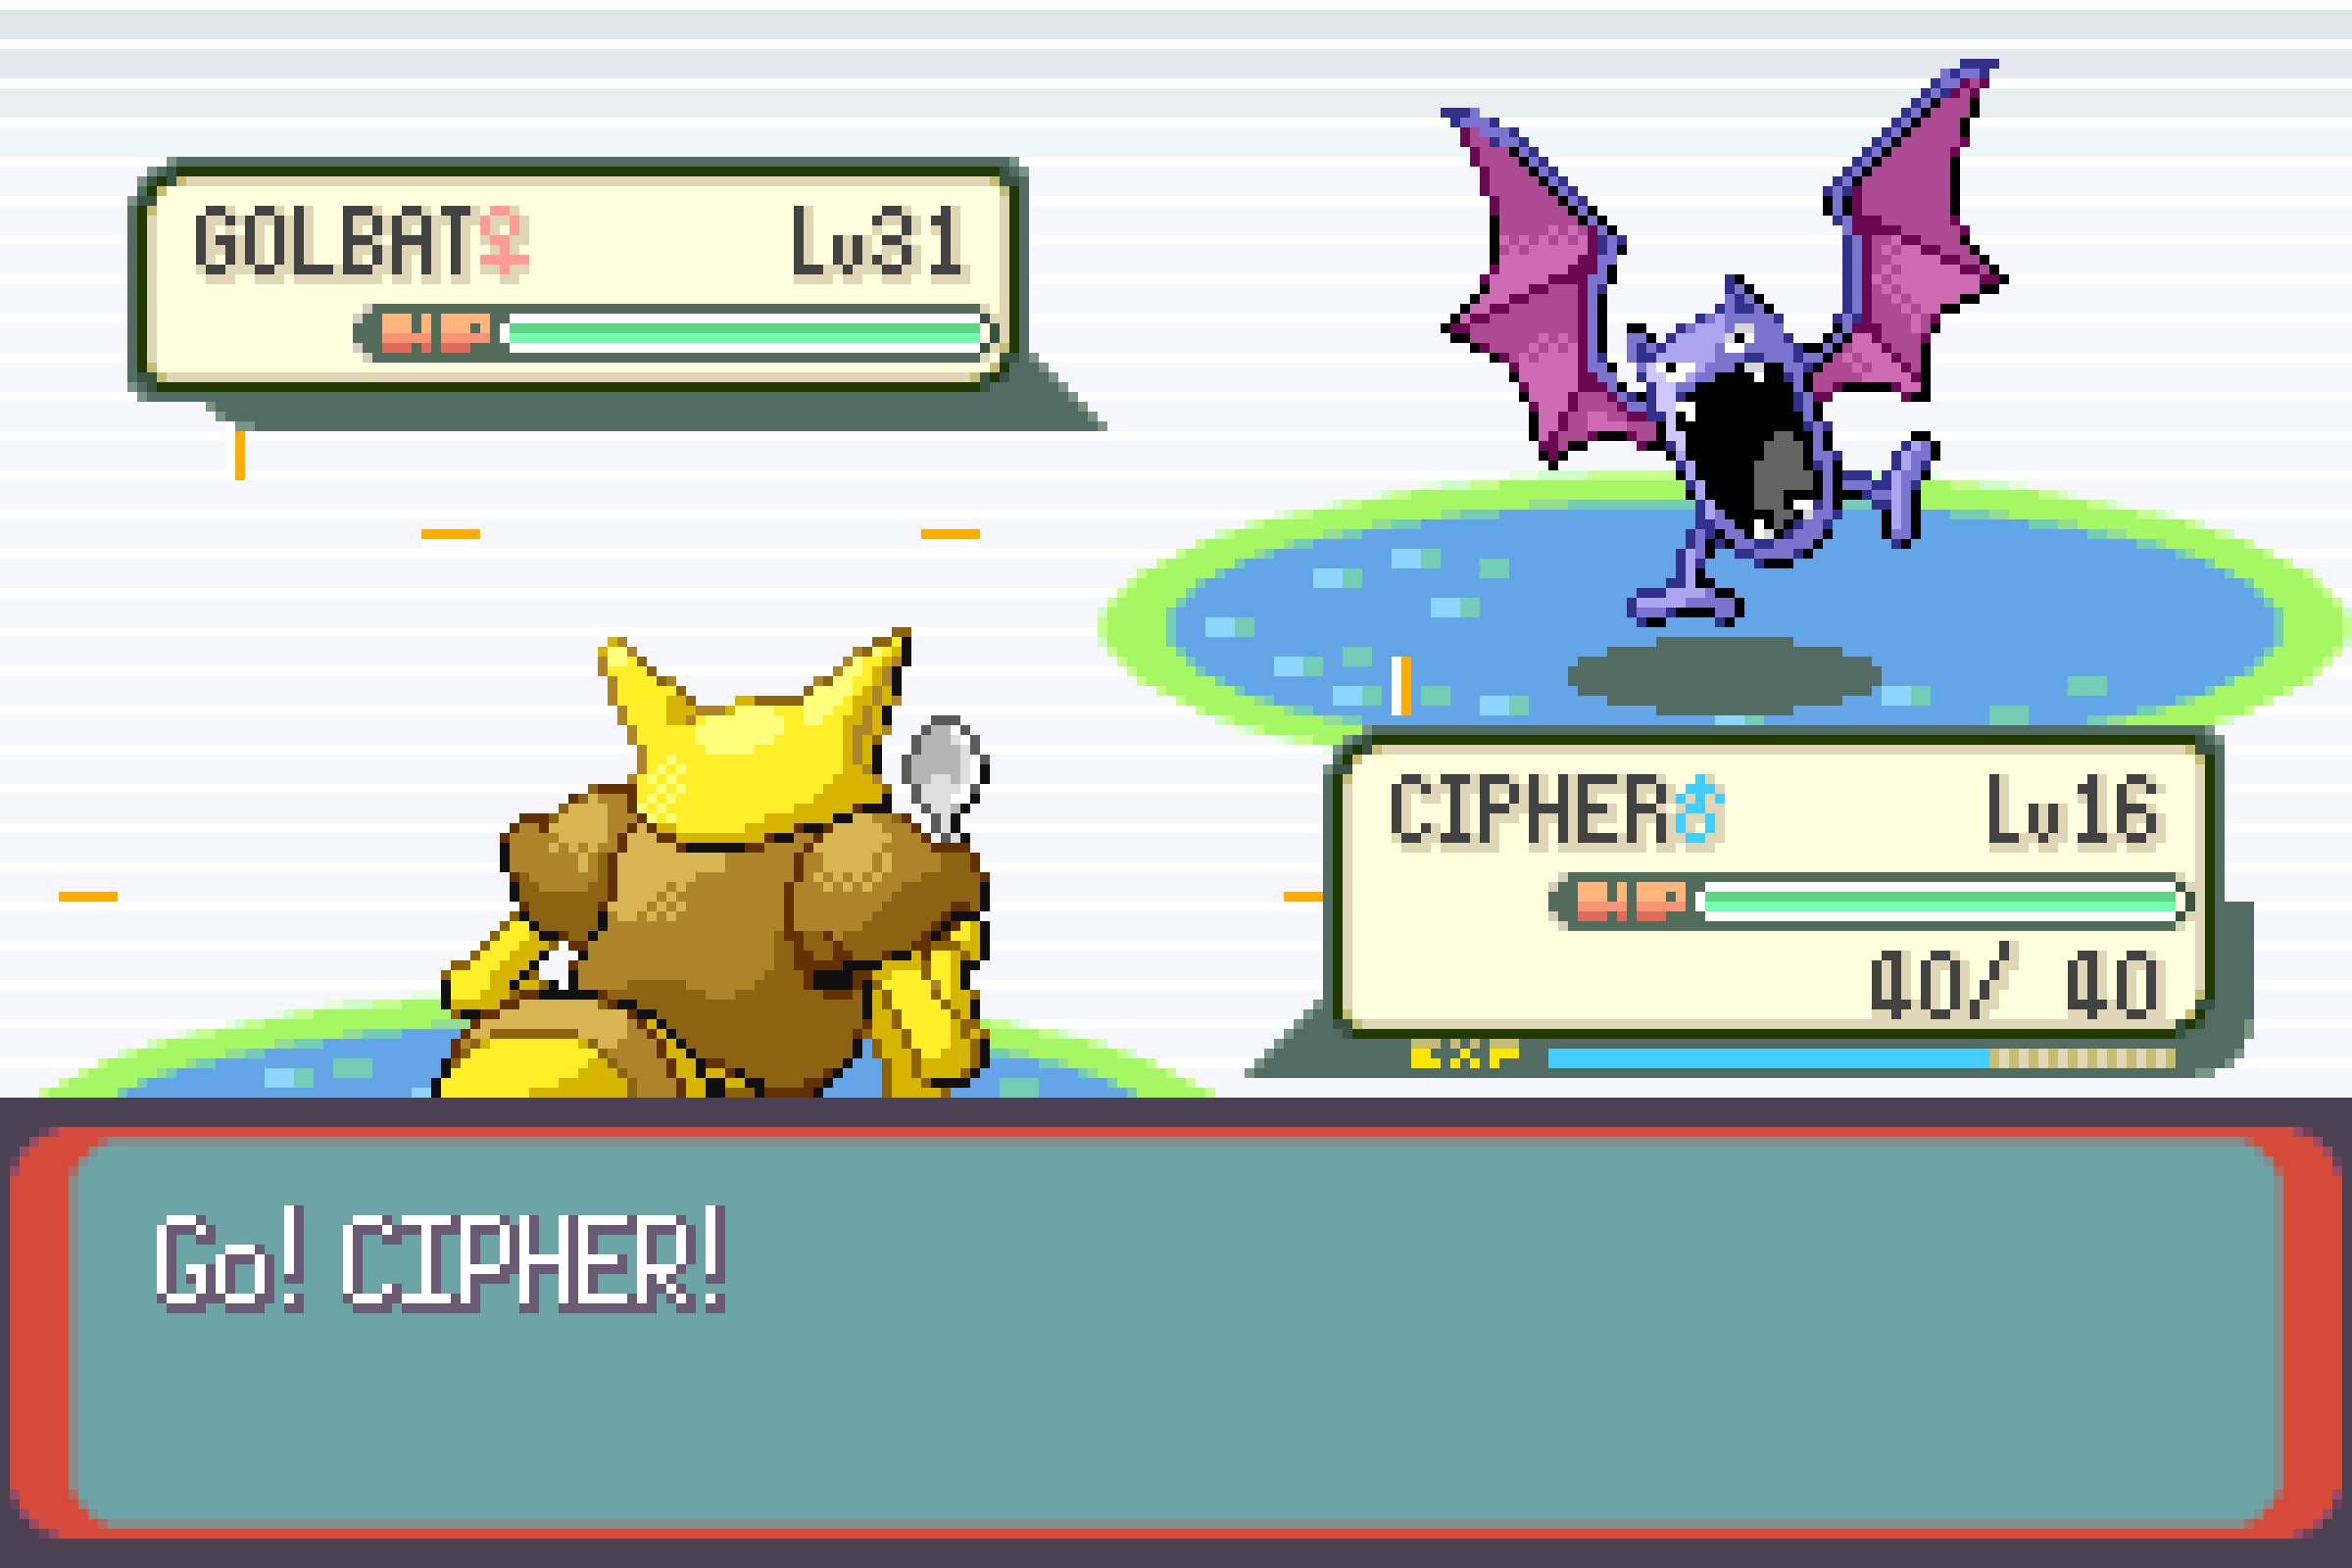 GOLBAT♀ Lv31
HP
CIPHER♂ Lv16
HP
40/ 40
EXP
Go! CIPHER!